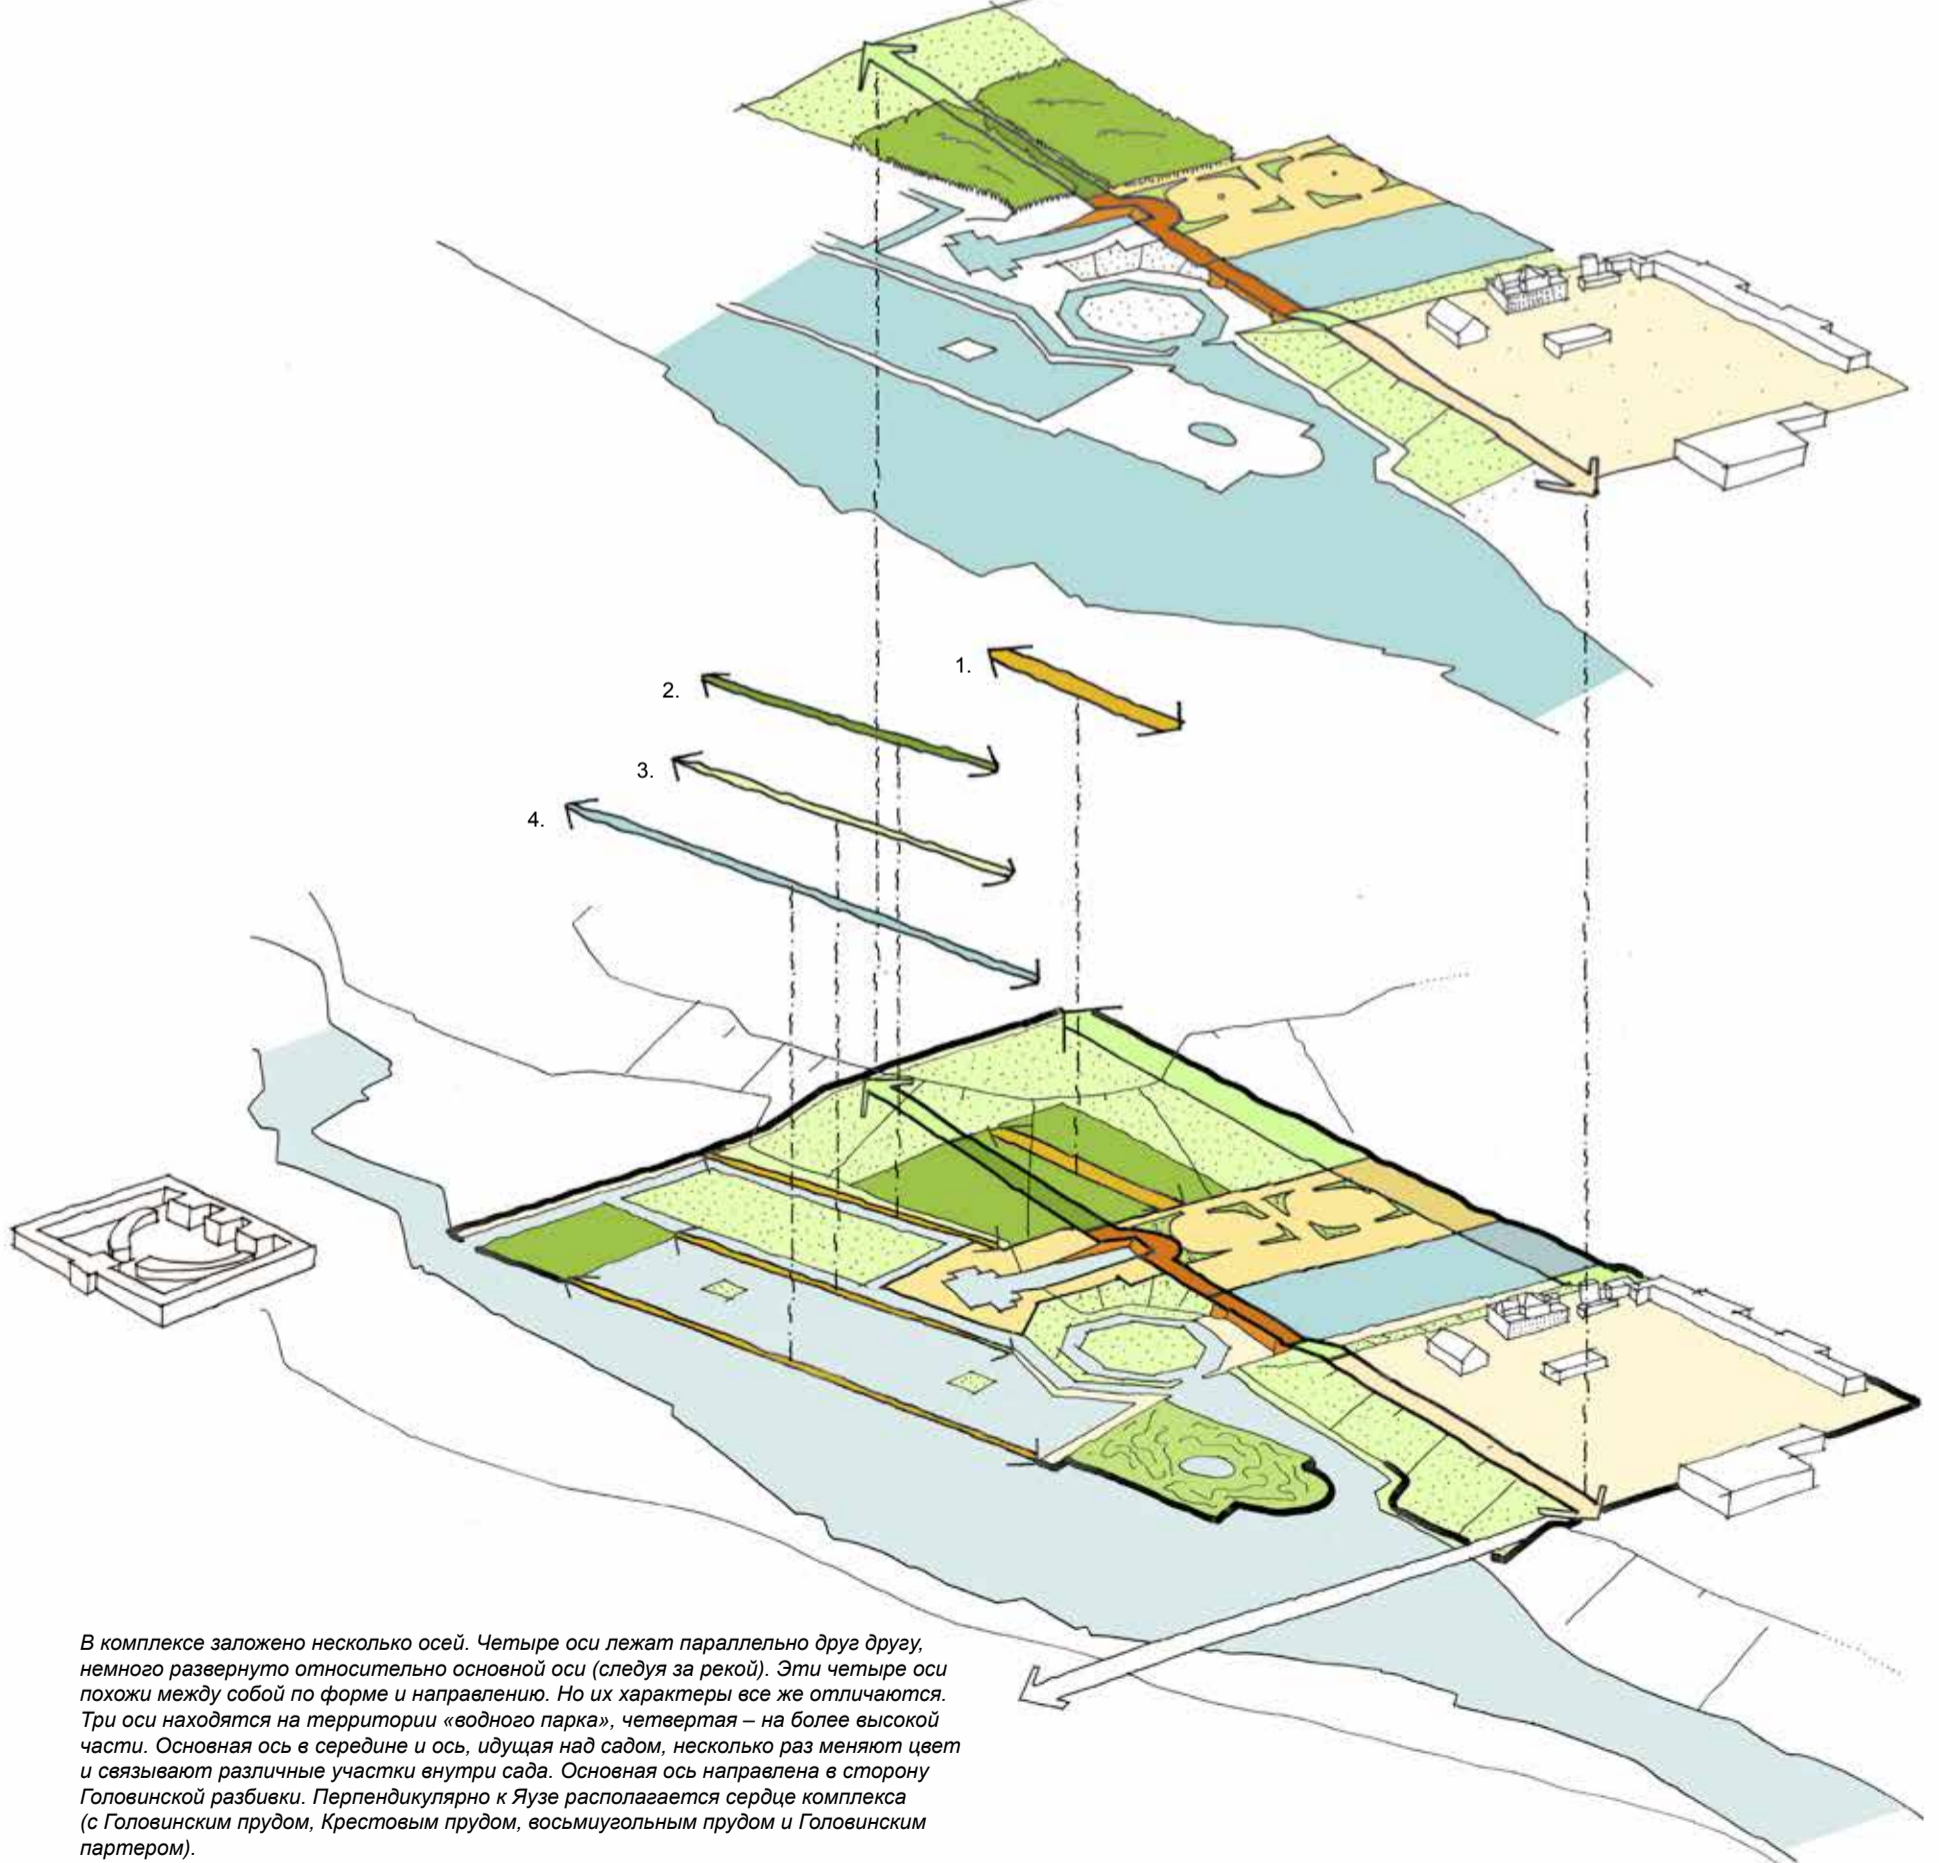 1.
2.
3.
4.
В комплексе заложено несколько осей. Четыре оси лежат параллельно друг другу,
немного развернуто относительно основной оси (следуя за рекой). Эти четыре оси
похожи между собой по форме и направлению. Но их характеры все же отличаются.
Три оси находятся на территории «водного парка», четвертая – на более высокой
части. Основная ось в середине и ось, идущая над садом, несколько раз меняют цвет
и связывают различные участки внутри сада. Основная ось направлена в сторону
Головинской разбивки. Перпендикулярно к Яузе располагается сердце комплекса
(с Головинским прудом, Крестовым прудом, восьмиугольным прудом и Головинским
партером).